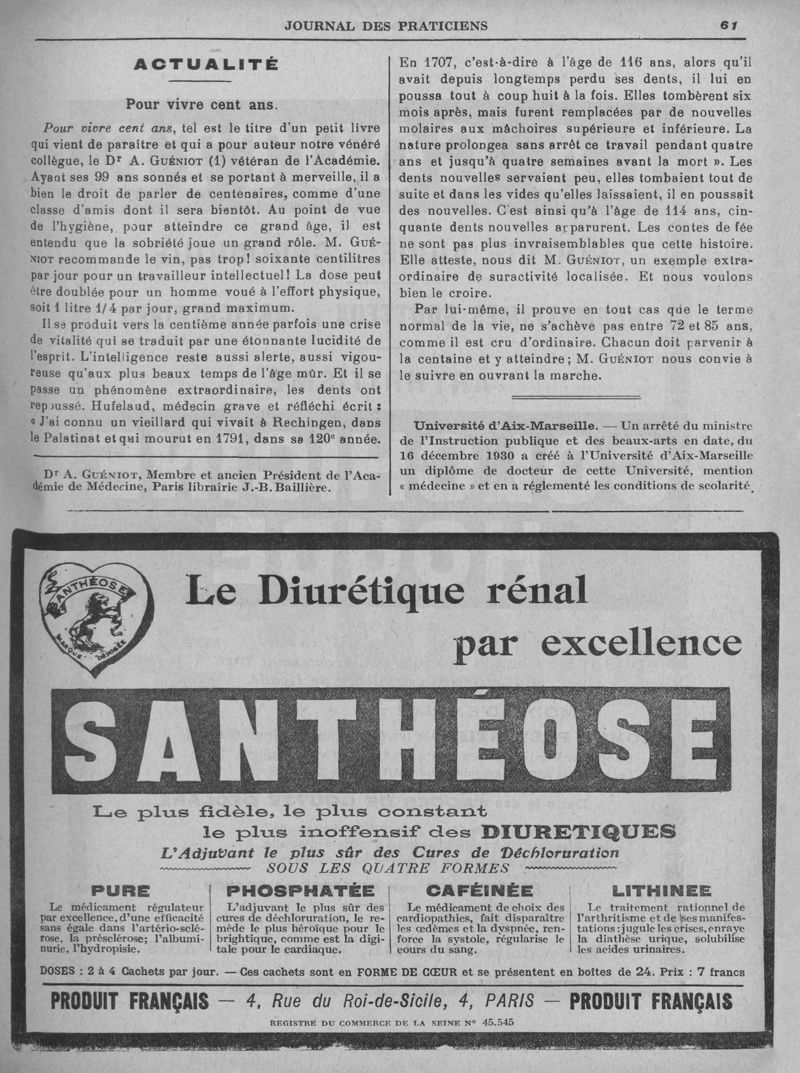 JOURNAL DES PRATICIENS 61
ACTUALITÉ
Pour vivre cent ans.
Pour vivre cent ans, tel est le titre d'un petit livre
qui vient de paraître et qui a pour auteur notre vénéré
collègue, le Dr A. GUÉNIOT (1) vétéran de l'Académie.
Ayant ses 99 ans sonnés et se portant à merveille, il a
bien le droit de parler de centenaires, comme d'une
classe d'amis dont il sera bientôt. Au point de vue
de l'hygiène, pour atteindre ce grand âge, il est
entendu que la sobriété joue un grand rôle. M. GUÉ-
NIOT recommande le vin, pas trop! soixante centilitres
par jour pour un travailleur intellectuel! La dose peut
être doublée pour un homme voué à l'effort physique,
soit 1 litre 1/4 par jour, grand maximum.
Il se produit vers la centième année parfois une crise
de vitalité qui se traduit par une étonnante lucidité de
l'esprit. L'intelligence reste aussi alerte, aussi vigou-
reuse qu'aux plus beaux temps de l'âge mûr. Et il se
passe un phénomène extraordinaire, les dents ont
repoussé. Hufelaud, médecin grave et réfléchi écrit :
« J'ai connu un vieillard qui vivait à Rechingen, dans
le Palatinat et qui mourut en 1791, dans sa 120e année.
Dr A. GUÉNIOT, Membre et ancien Président de l'Aca-
démie de Médecine, Paris librairie J.-B. Baillière.
En 1707, c'est-à-dire à l'âge de 116 ans, alors qu'il
avait depuis longtemps perdu ses dents, il lui en
poussa tout à coup huit à la fois. Elles tombèrent six
mois après, mais furent remplacées par de nouvelles
molaires aux mâchoires supérieure et inférieure. La
nature prolongea sans arrêt ce travail pendant quatre
ans et jusqu'à quatre semaines avant la mort ». Les
dents nouvelles servaient peu, elles tombaient tout de
suite et dans les vides qu'elles laissaient, il en poussait
des nouvelles. C'est ainsi qu'à l'âge de 114 ans, cin-
quante dents nouvelles apparurent. Les contes de fée
ne sont pas plus invraisemblables que cette histoire.
Elle atteste, nous dit M. GUÉNIOT, un exemple extra-
ordinaire de suractivité localisée. Et nous voulons
bien le croire.
Par lui-même, il prouve en tout cas que le terme
normal de la vie, ne s'achève pas entre 72 et 85 ans,
comme il est cru d'ordinaire. Chacun doit parvenir à
la centaine et y atteindre; M. GUÉNIOT nous convie à
le suivre en ouvrant la marche.
Université d'Aix-Marseille. — Un arrêté du ministre
de l'Instruction publique et des beaux-arts en date, du
16 décembre 1930 a créé à l'Université d'Aix-Marseille
un diplôme de docteur de cette Université, mention
« médecine » et en a réglementé les conditions de scolarité.
SANTHÉOSE
MARQUE DÉPOSÉE
Le Diurétique rénal
par excellence
SANTHÉOSE
Le plus fidèle, le plus constant
le plus inoffensif des DIURETIQUES
L'Adjuvant le plus sûr des Cures de Déchloruration
SOUS LES QUATRE FORMES
PURE
Le médicament régulateur
par excellence, d'une efficacité
sans égale dans l'artério-sclé-
rose, la présclérose; l'albumi-
nurie, l'hydropisie.
PHOSPHATÉE
L'adjuvant le plus sûr des
cures de déchloruration, le re-
mède le plus héroïque pour le
brightique, comme est la digi-
tale pour le cardiaque.
CAFÉINÉE
Le médicament de choix des
cardiopathies, fait disparaître
les œdèmes et la dyspnée, ren-
force la systole, régularise le
cours du sang.
LITHINEE
Le traitement rationnel de
l'arthritisme et de ses manifes-
tations: jugule les crises, enraye
la diathèse urique, solubilise
les acides urinaires.
DOSES : 2 à 4 Cachets par jour. — Ces cachets sont en FORME DE CŒUR et se présentent en boîtes de 24. Prix : 7 francs
PRODUIT FRANÇAIS — 4, Rue du Roi-de-Sicile, 4, PARIS — PRODUIT FRANÇAIS
REGISTRE DU COMMERCE DE LA SEINE N° 45.545